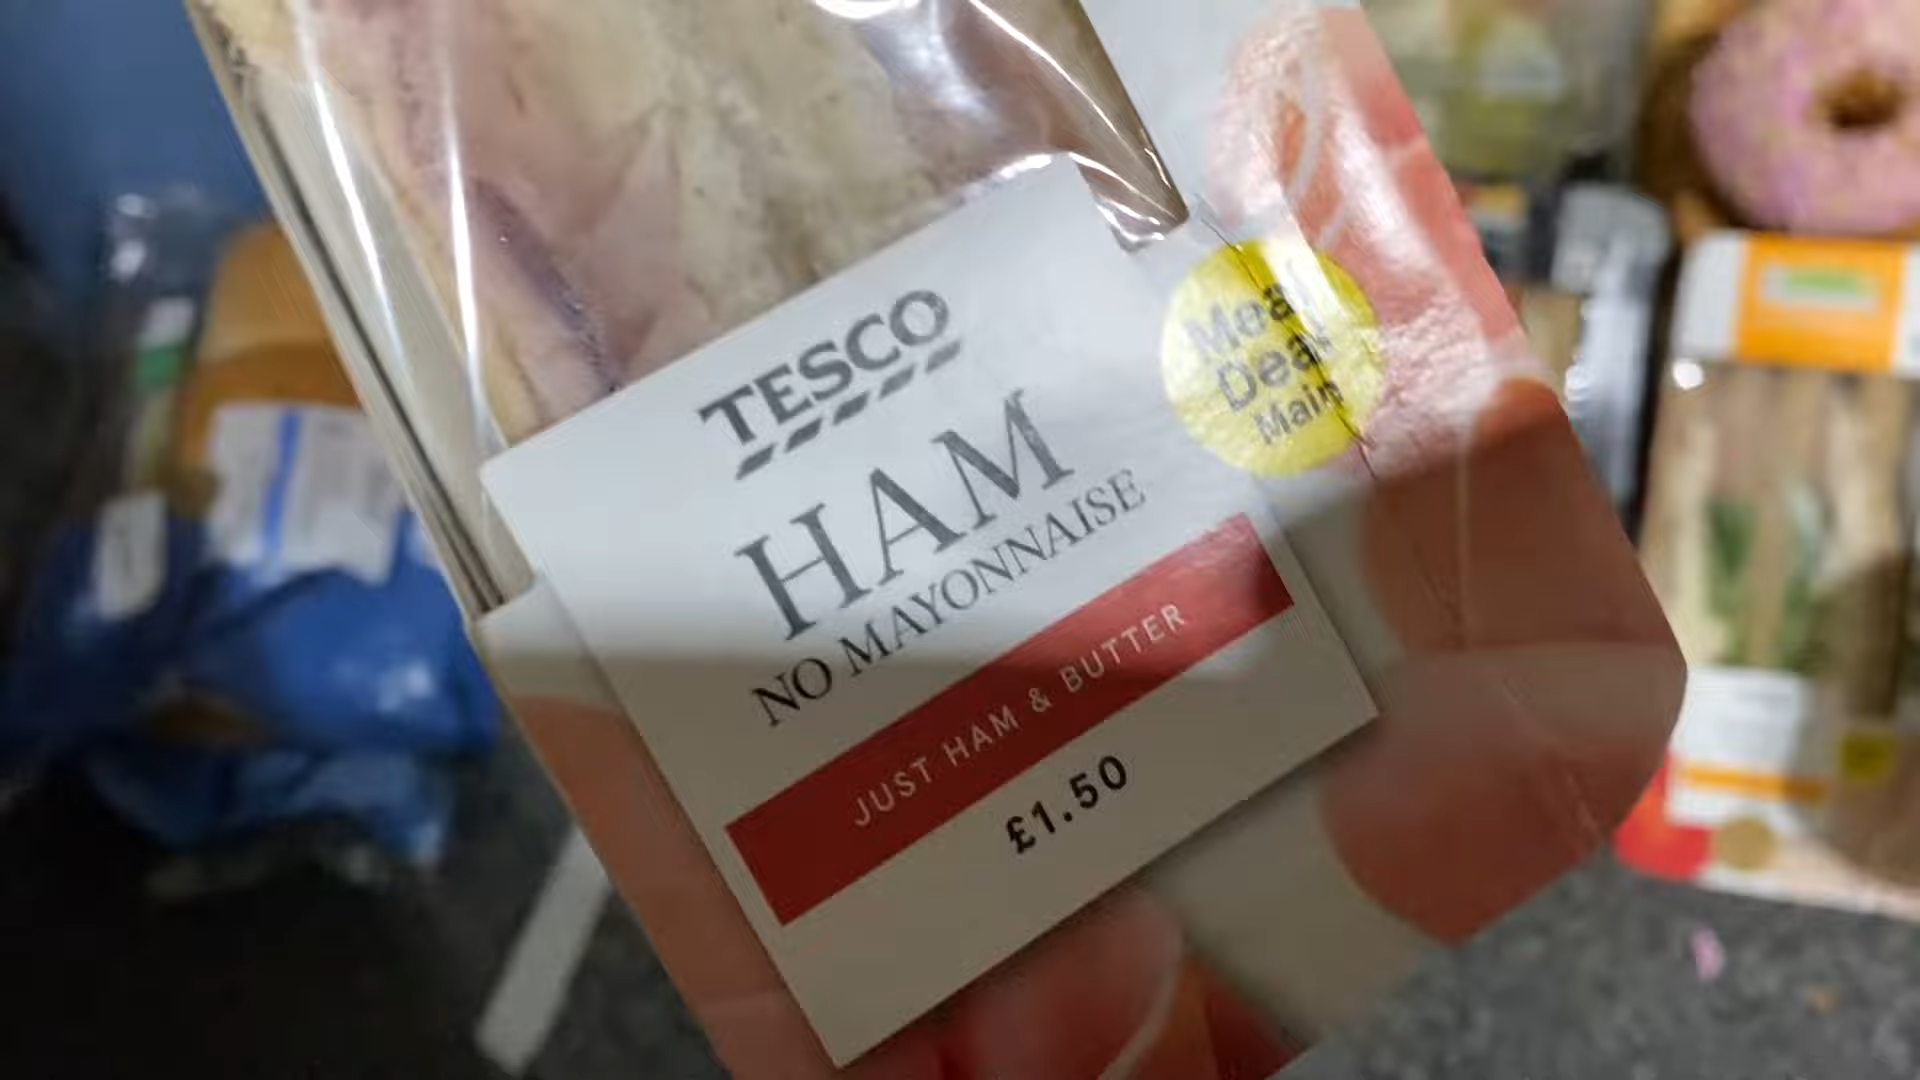 TESCO
HAM
NO MAYONNAISE
JUST HAM & BUTTER
£1.50
Meal
Deal
Main